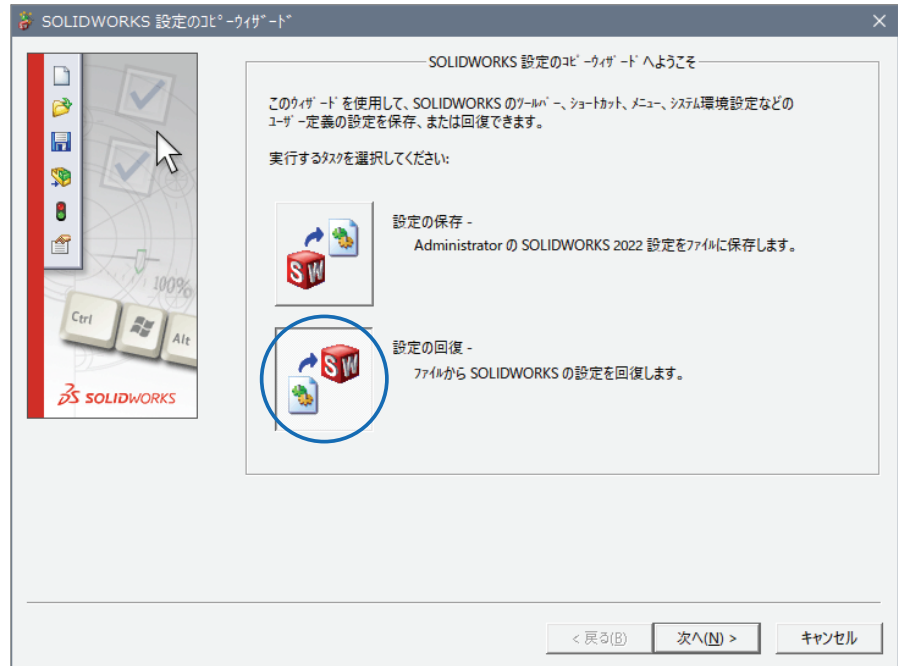 SOLIDWORKS 設定のｺﾋﾟｰｳｨｻﾞｰﾄﾞ
SOLIDWORKS 設定のｺﾋﾟｰｳｨｻﾞｰﾄﾞへようこそ
このｳｨｻﾞｰﾄﾞを使用して、SOLIDWORKS のﾂｰﾙﾊﾞｰ、ｼｮｰﾄｶｯﾄ、ﾒﾆｭｰ、ｼｽﾃﾑ環境設定などの
ﾕｰｻﾞｰ定義の設定を保存、または回復できます。
実行するﾀｽｸを選択してください:
設定の保存 -
Administrator の SOLIDWORKS 2022 設定をﾌｧｲﾙに保存します。
SW
設定の回復 -
ﾌｧｲﾙから SOLIDWORKS の設定を回復します。
SW
100%
Ctrl
Alt
SOLIDWORKS
< 戻る(B)
次へ(N) >
キャンセル